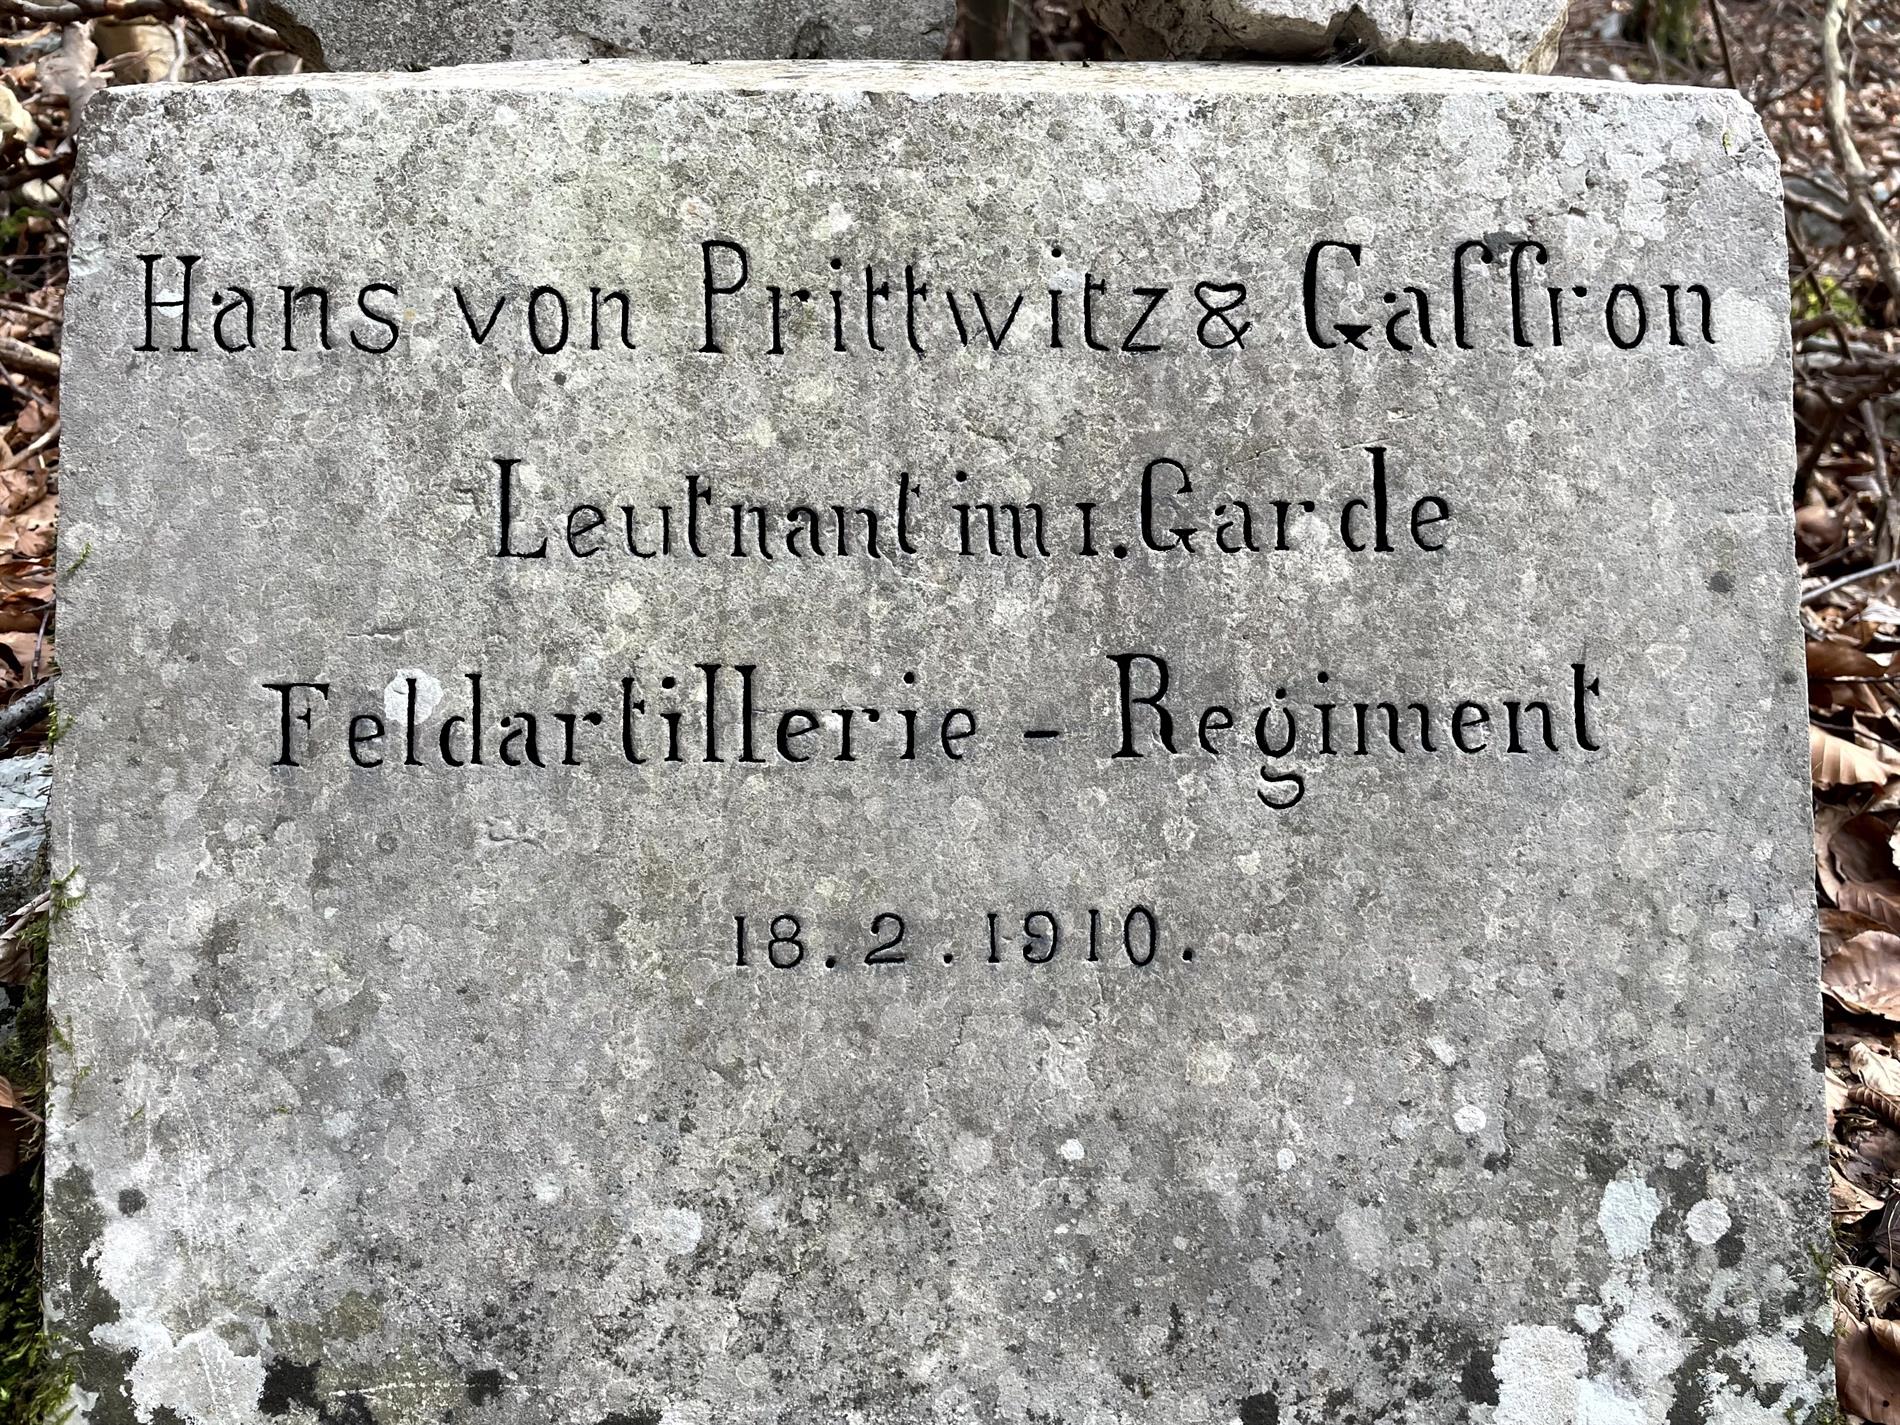 Hans von Prittwitz & Gaffron
Leutnant im 1. Garde
Feldartillerie - Regiment
18.2.1910.